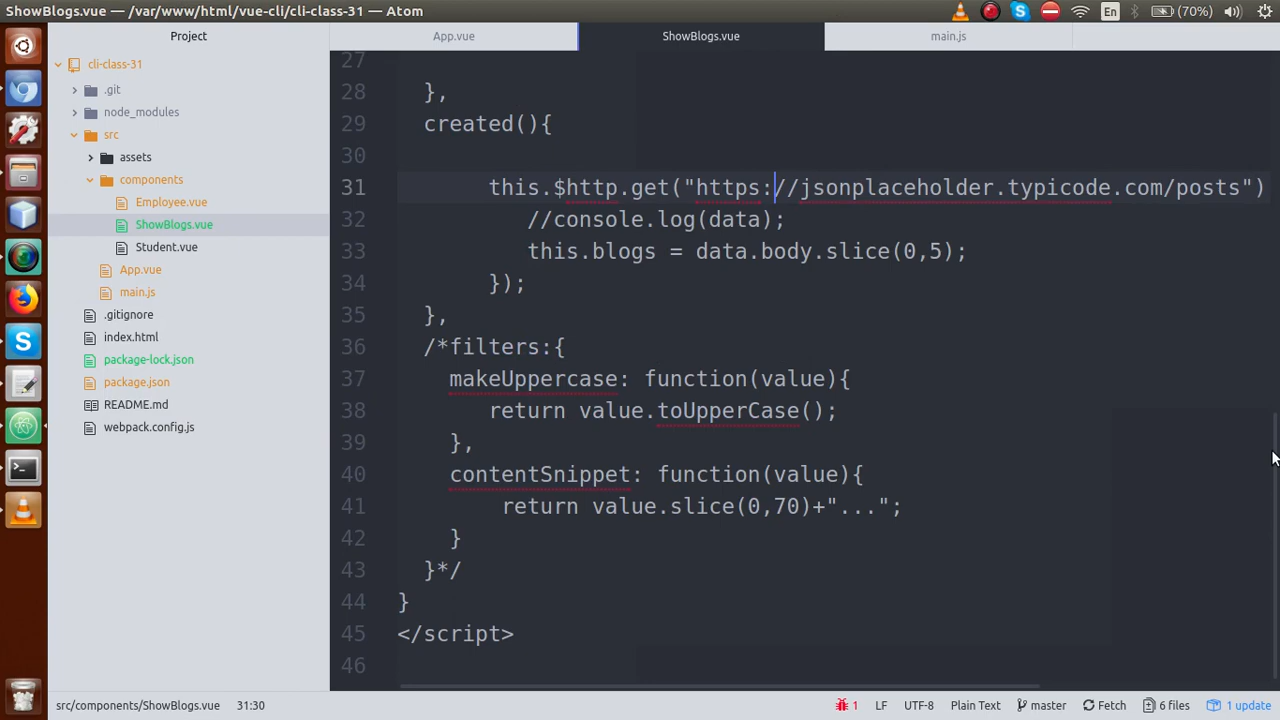 ShowBlogs.vue — /var/www/html/vue-cli/cli-class-31 — Atom
En
(70%)
Project
App.vue
ShowBlogs.vue
main.js
cli-class-31
.git
node_modules
src
assets
components
Employee.vue
ShowBlogs.vue
Student.vue
App.vue
main.js
.gitignore
index.html
package-lock.json
package.json
README.md
webpack.config.js
27
28 },
29 created(){
30
31 this.$http.get("https://jsonplaceholder.typicode.com/posts")
32 //console.log(data);
33 this.blogs = data.body.slice(0,5);
34 });
35 },
36 /*filters:{
37 makeUppercase: function(value){
38 return value.toUpperCase();
39 },
40 contentSnippet: function(value){
41 return value.slice(0,70)+"...";
42 }
43 }*/
44 }
45 </script>
46
src/components/ShowBlogs.vue 31:30
1 LF UTF-8 Plain Text master Fetch 6 files 1 update